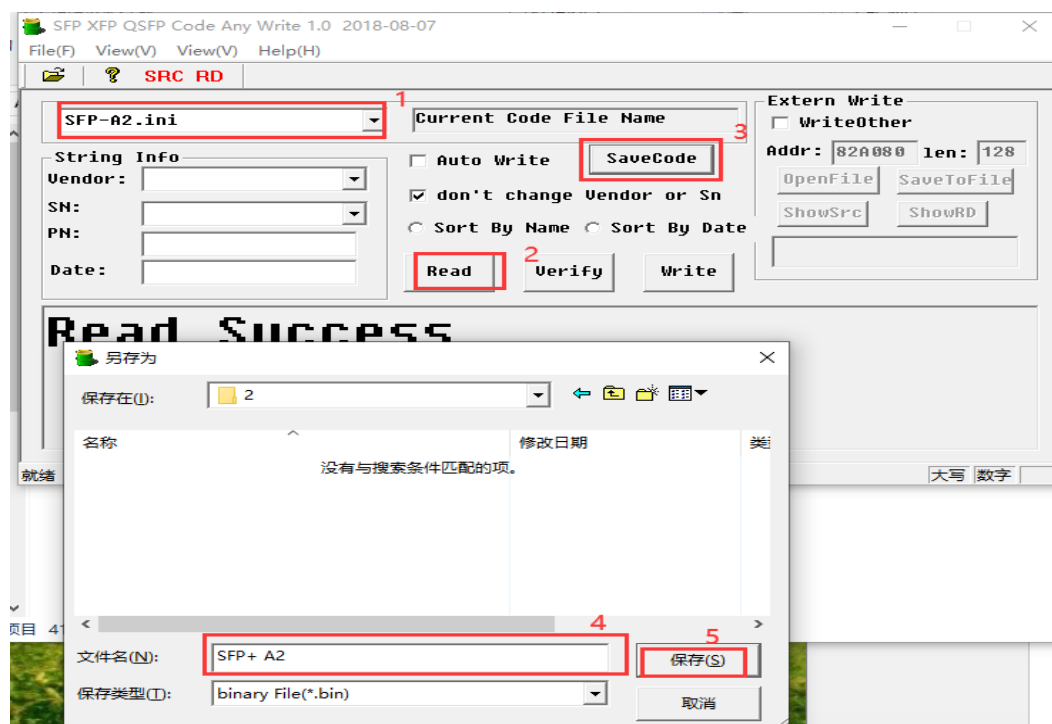 SFP XFP QSFP Code Any Write 1.0 2018-08-07
File(F) View(V) View(V) Help(H)
SRC RD
1
SFP-A2.ini
Current Code File Name
3
Extern Write
WriteOther
Addr: 82A080 len: 128
OpenFile SaveToFile
ShowSrc ShowRD
String Info
Vendor:
SN:
PN:
Date:
Auto Write
SaveCode
don't change Vendor or Sn
Sort By Name Sort By Date
2
Read Verify Write
Read Success
另存为
保存在(I): 2
名称 修改日期
没有与搜索条件匹配的项。
就绪
大写 数字
项目 41
4
文件名(N): SFP+ A2
5
保存(S)
保存类型(T): binary File(*.bin)
取消